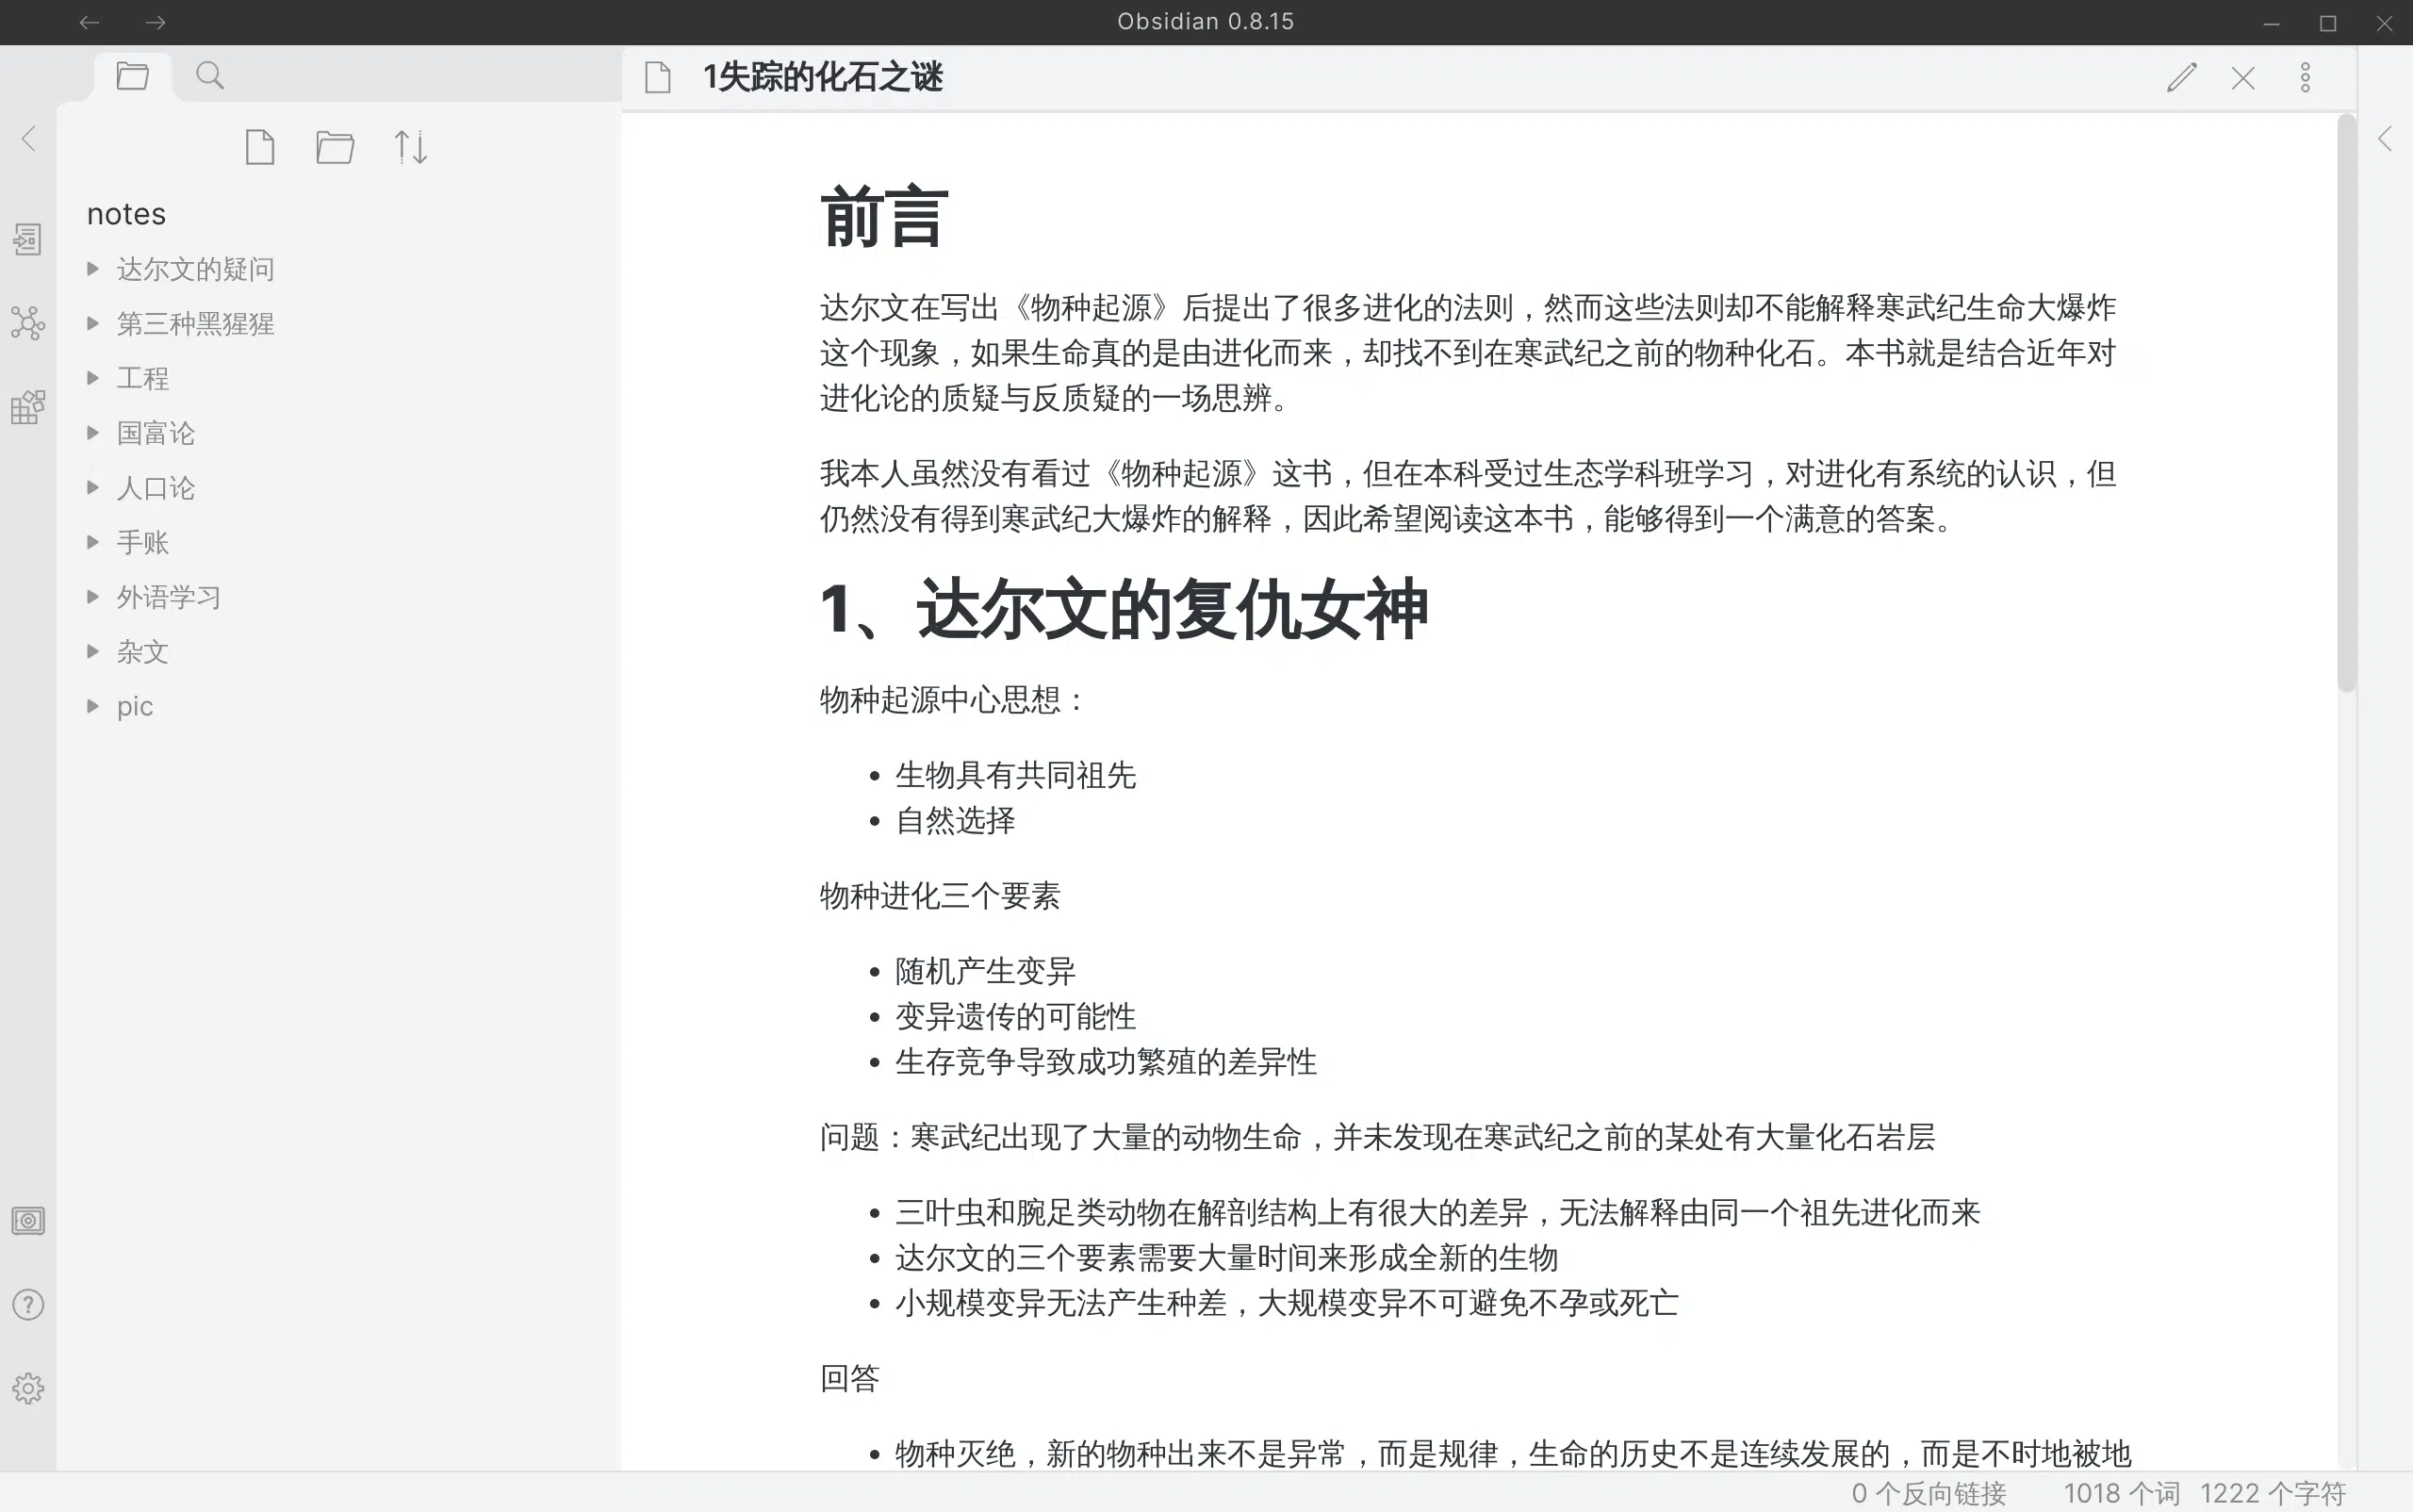 Obsidian 0.8.15
1失踪的化石之谜
notes
达尔文的疑问
第三种黑猩猩
工程
国富论
人口论
手账
外语学习
杂文
pic
前言
达尔文在写出《物种起源》后提出了很多进化的法则，然而这些法则却不能解释寒武纪生命大爆炸
这个现象，如果生命真的是由进化而来，却找不到在寒武纪之前的物种化石。本书就是结合近年对
进化论的质疑与反质疑的一场思辨。
我本人虽然没有看过《物种起源》这书，但在本科受过生态学科班学习，对进化有系统的认识，但
仍然没有得到寒武纪大爆炸的解释，因此希望阅读这本书，能够得到一个满意的答案。
1、达尔文的复仇女神
物种起源中心思想：
• 生物具有共同祖先
• 自然选择
物种进化三个要素
• 随机产生变异
• 变异遗传的可能性
• 生存竞争导致成功繁殖的差异性
问题：寒武纪出现了大量的动物生命，并未发现在寒武纪之前的某处有大量化石岩层
• 三叶虫和腕足类动物在解剖结构上有很大的差异，无法解释由同一个祖先进化而来
• 达尔文的三个要素需要大量时间来形成全新的生物
• 小规模变异无法产生种差，大规模变异不可避免不孕或死亡
回答
• 物种灭绝，新的物种出来不是异常，而是规律，生命的历史不是连续发展的，而是不时地被地
0 个反向链接 1018 个词 1222 个字符